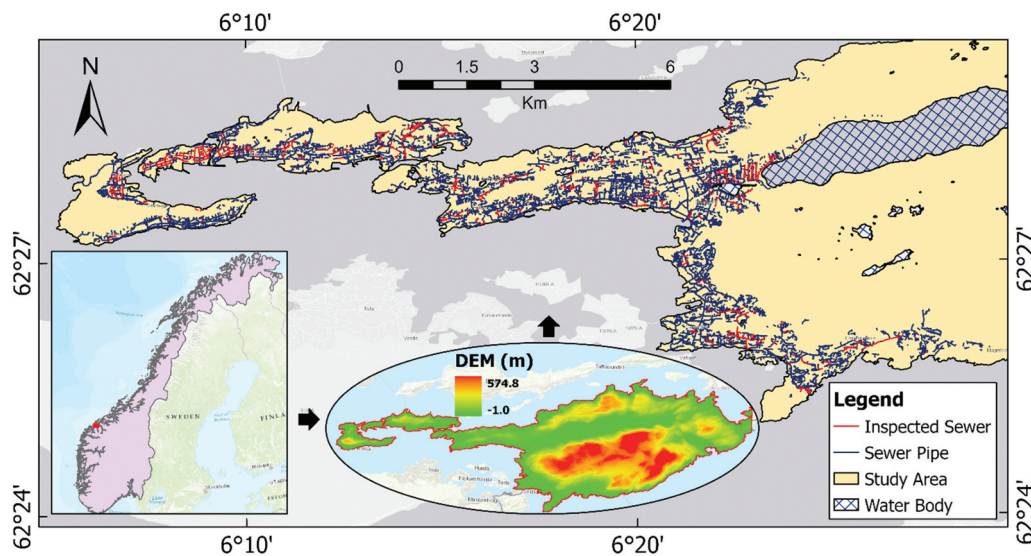 6°10'
6°20'
N
0 1.5 3 6
Km
62°27'
62°27'
SWEDEN
DEM (m)
574.8
-1.0
Legend
Inspected Sewer
Sewer Pipe
Study Area
Water Body
62°24'
62°24'
6°10'
6°20'